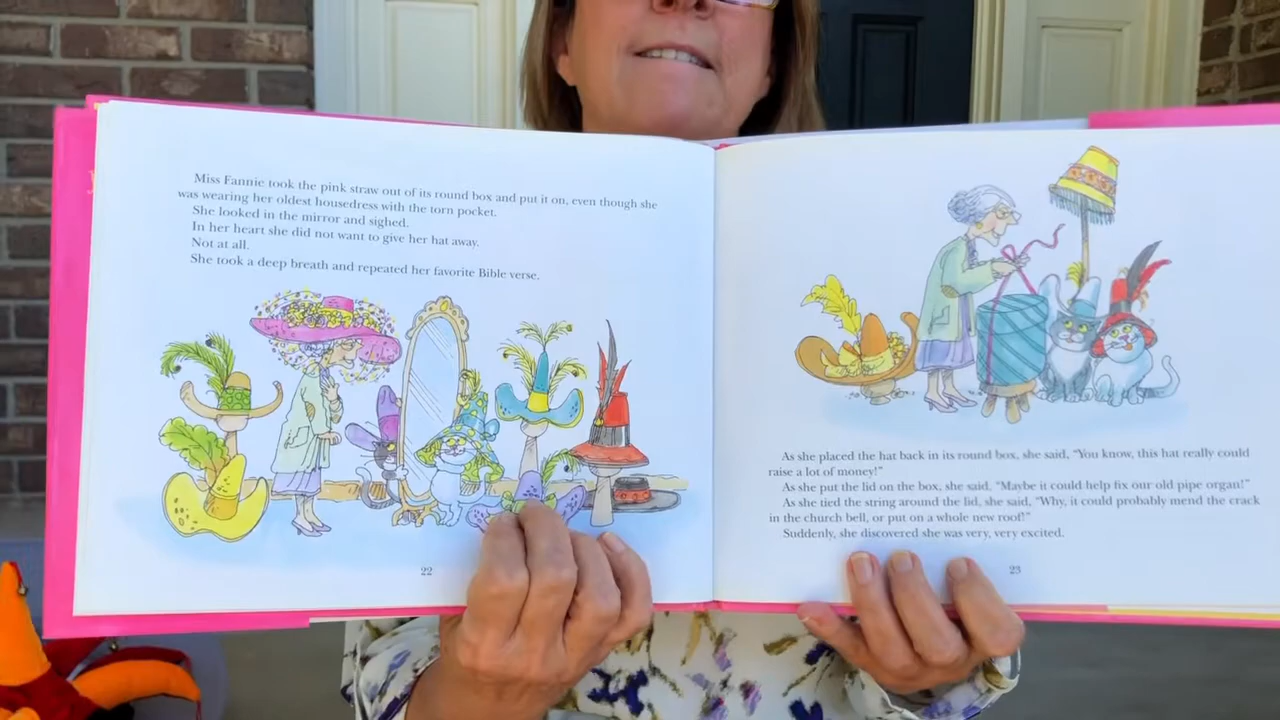 Miss Fannie took the pink straw out of its round box and put it on, even though she
was wearing her oldest housedress with the torn pocket.
She looked in the mirror and sighed.
In her heart she did not want to give her hat away.
Not at all.
She took a deep breath and repeated her favorite Bible verse.
22
As she placed the hat back in its round box, she said, "You know, this hat really could
raise a lot of money!"
As she put the lid on the box, she said, "Maybe it could help fix our old pipe organ!"
As she tied the string around the lid, she said, "Why, it could probably mend the crack
in the church bell, or put on a whole new roof!"
Suddenly, she discovered she was very, very excited.
23